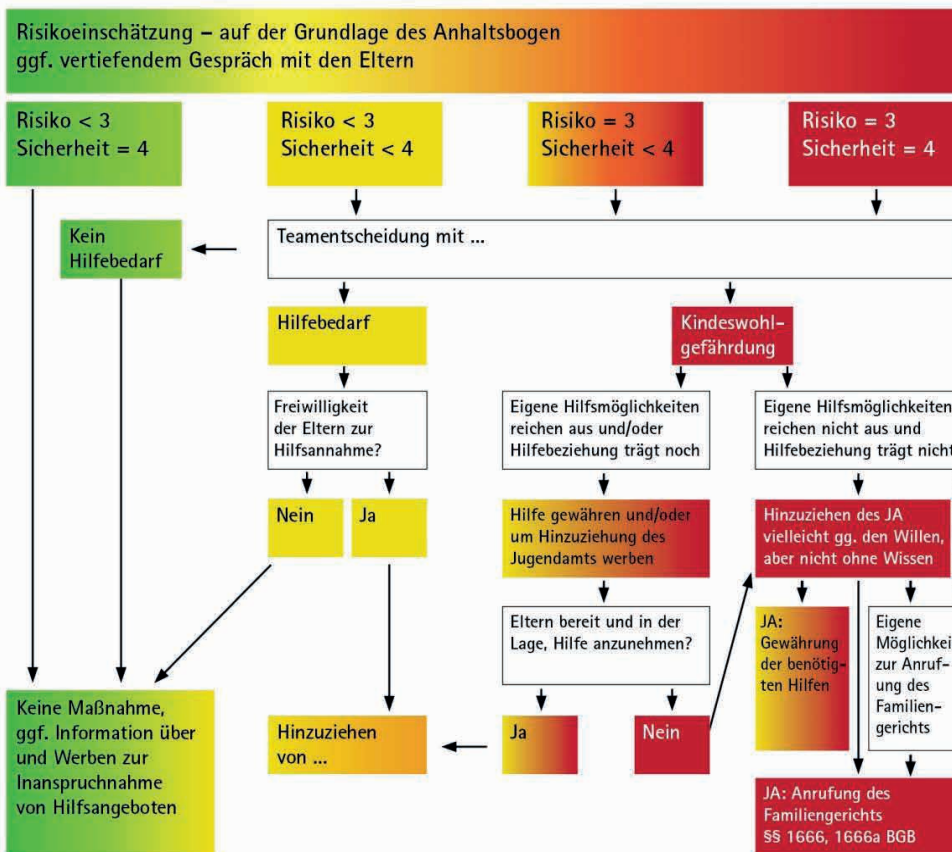 Risikoeinschätzung – auf der Grundlage des Anhaltsbogen
ggf. vertiefendem Gespräch mit den Eltern
Risiko < 3
Sicherheit = 4
Risiko < 3
Sicherheit < 4
Risiko = 3
Sicherheit < 4
Risiko = 3
Sicherheit = 4
Kein
Hilfebedarf
Teamentscheidung mit ...
Hilfebedarf
Kindeswohl-
gefährdung
Freiwilligkeit
der Eltern zur
Hilfsannahme?
Eigene Hilfsmöglichkeiten
reichen aus und/oder
Hilfebeziehung trägt noch
Eigene Hilfsmöglichkeiten
reichen nicht aus und
Hilfebeziehung trägt nicht
Nein
Ja
Hilfe gewähren und/oder
um Hinzuziehung des
Jugendamts werben
Hinzuziehen des JA
vielleicht gg. den Willen,
aber nicht ohne Wissen
Eltern bereit und in der
Lage, Hilfe anzunehmen?
JA:
Gewährung
der benötig-
ten Hilfen
Eigene
Möglichkei
zur Anruf-
ung des
Familien-
gerichts
Keine Maßnahme,
ggf. Information über
und Werben zur
Inanspruchnahme
von Hilfsangeboten
Hinzuziehen
von ...
Ja
Nein
JA: Anrufung des
Familiengerichts
§§ 1666, 1666a BGB